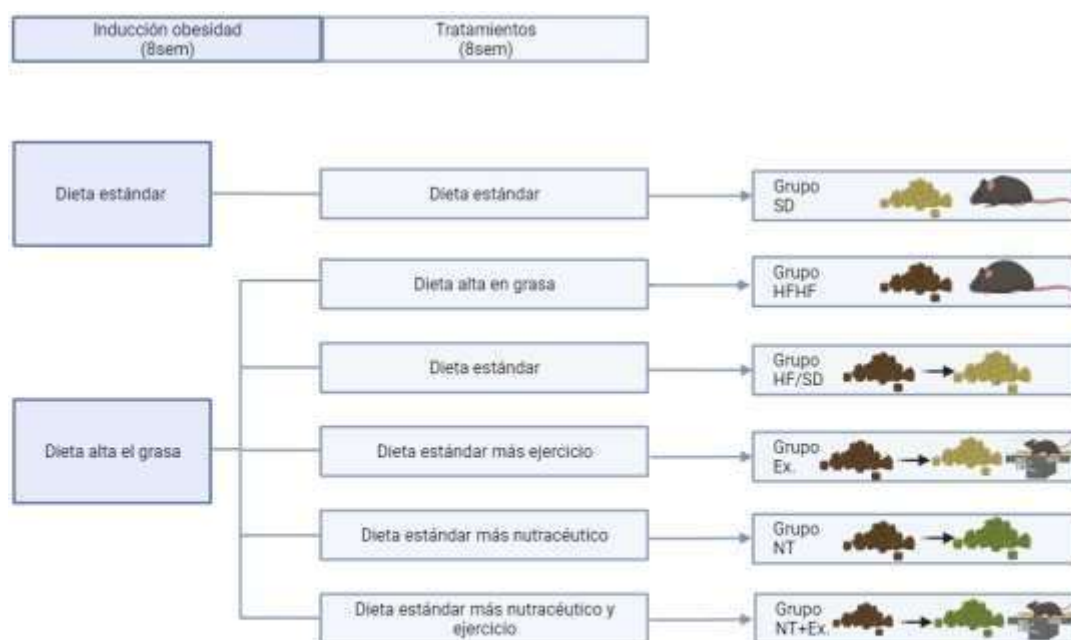 Inducción obesidad
(8sem)
Tratamientos
(8sem)
Dieta estándar
Dieta estándar
Grupo
SD
Dieta alta en grasa
Grupo
HFHF
Dieta estándar
Grupo
HF/SD
Dieta alta el grasa
Dieta estándar más ejercicio
Grupo
Ex.
Dieta estándar más nutracéutico
Grupo
NT
Dieta estándar más nutracéutico y
ejercicio
Grupo
NT+Ex.